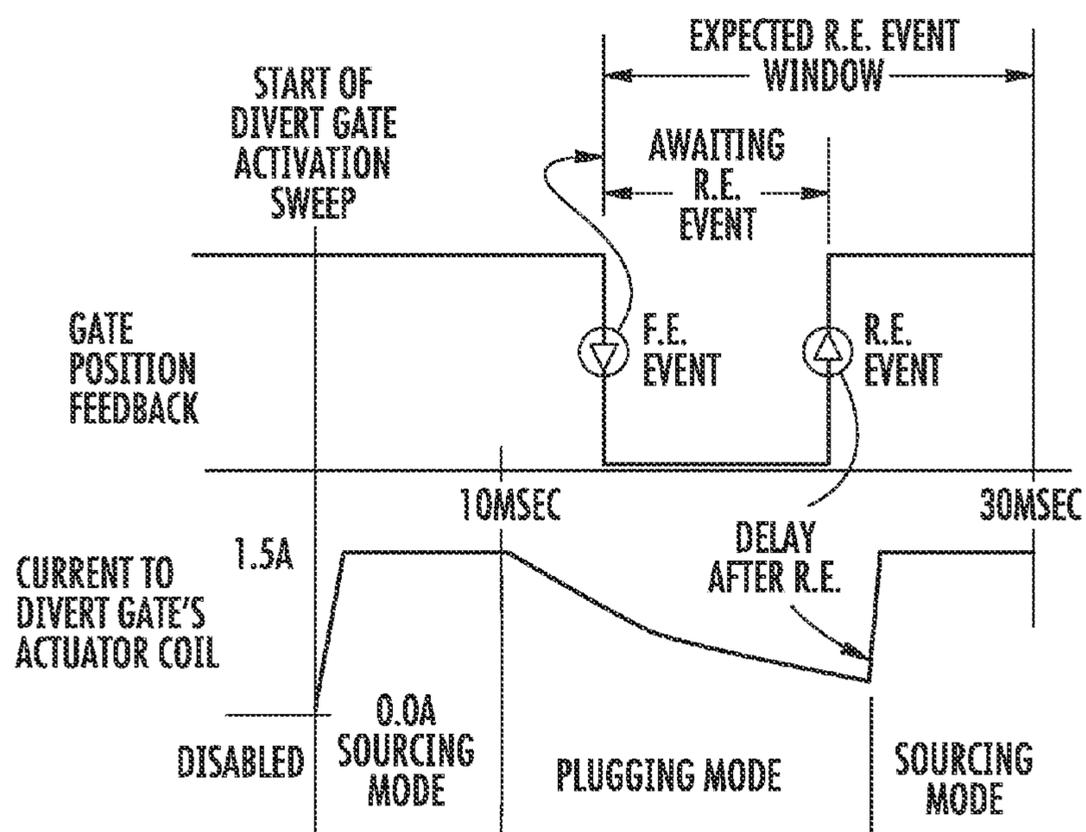 EXPECTED R.E. EVENT
WINDOW
START OF
DIVERT GATE
ACTIVATION
SWEEP
AWAITING
R.E.
EVENT
GATE
POSITION
FEEDBACK
F.E.
EVENT
R.E.
EVENT
10MSEC
30MSEC
1.5A
CURRENT TO
DIVERT GATE'S
ACTUATOR COIL
DELAY
AFTER R.E.
DISABLED
0.0A
SOURCING
MODE
PLUGGING MODE
SOURCING
MODE